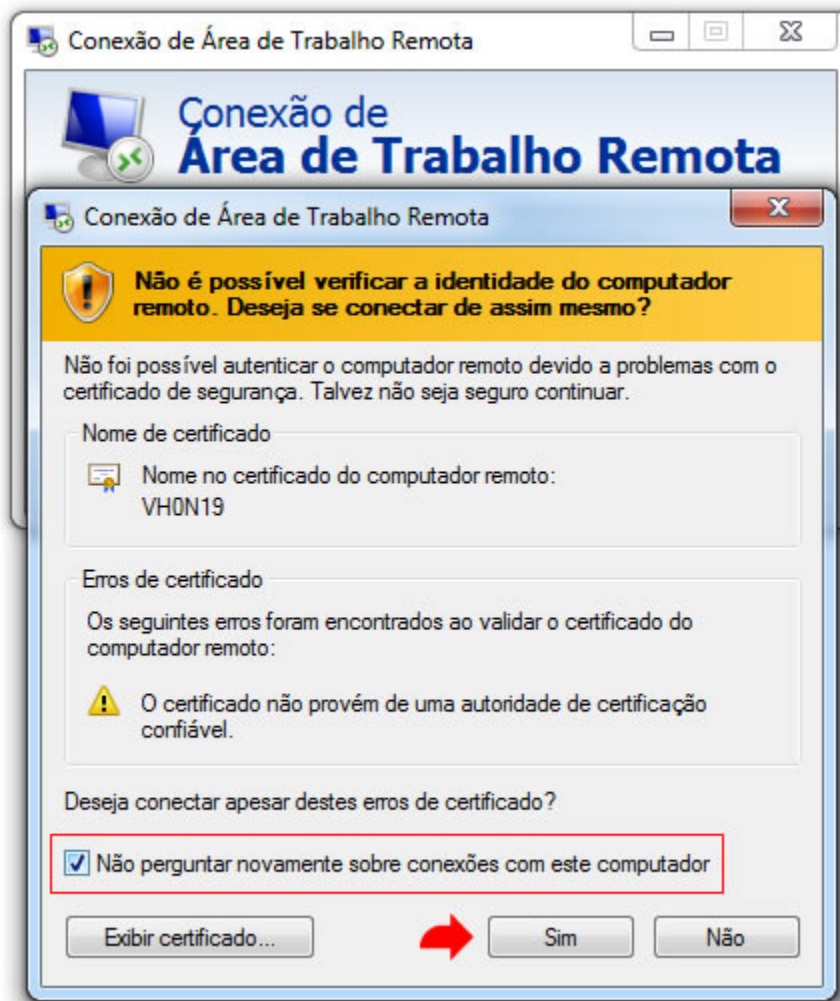 Conexão de Área de Trabalho Remota
Conexão de
Área de Trabalho Remota
Conexão de Área de Trabalho Remota
Não é possível verificar a identidade do computador
remoto. Deseja se conectar de assim mesmo?
Não foi possível autenticar o computador remoto devido a problemas com o
certificado de segurança. Talvez não seja seguro continuar.
Nome de certificado
Nome no certificado do computador remoto:
VH0N19
Erros de certificado
Os seguintes erros foram encontrados ao validar o certificado do
computador remoto:
O certificado não provém de uma autoridade de certificação
confiável.
Deseja conectar apesar destes erros de certificado?
Não perguntar novamente sobre conexões com este computador
Exibir certificado... Sim Não